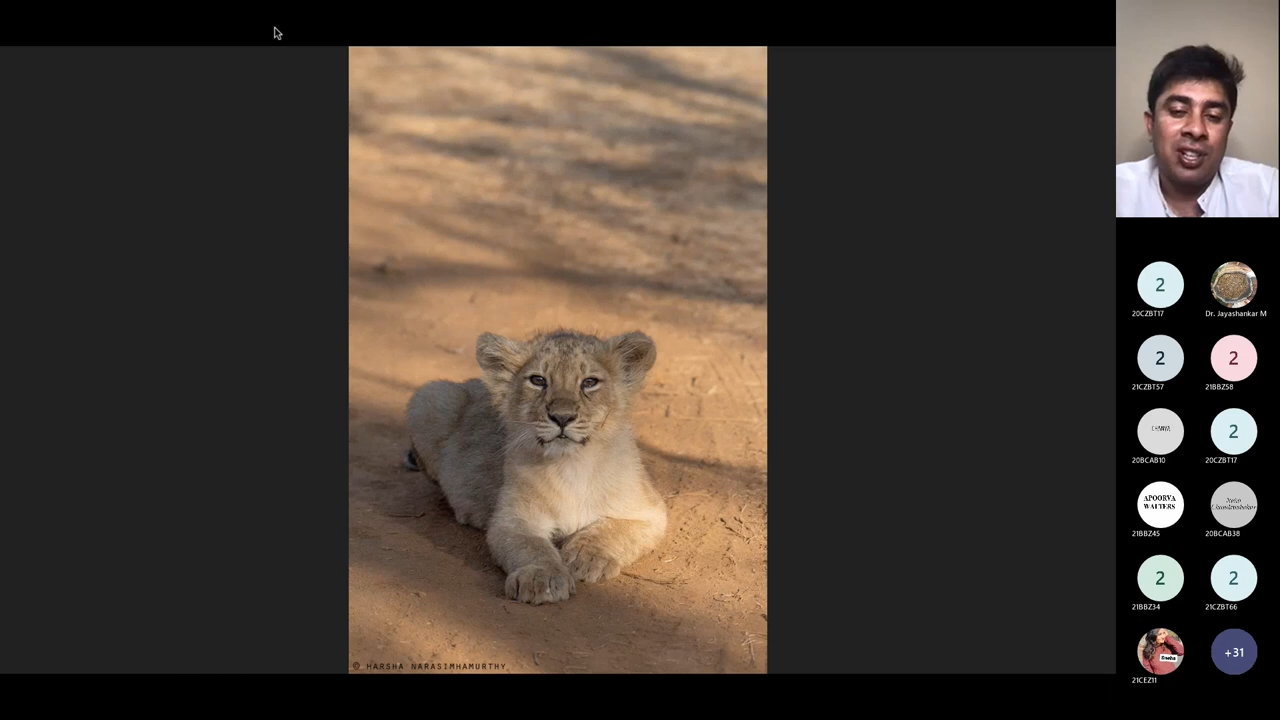 2
20CZBT17
Dr. Jayashankar M
2
21CZBT57
2
21BBZ58
20BCAB10
2
20CZBT17
APOORVA
WALTERS
21BBZ45
20BCAB38
2
21BBZ34
2
21CZBT66
Sneha
21CEZ11
+31
© HARSHA NARASIMHAMURTHY